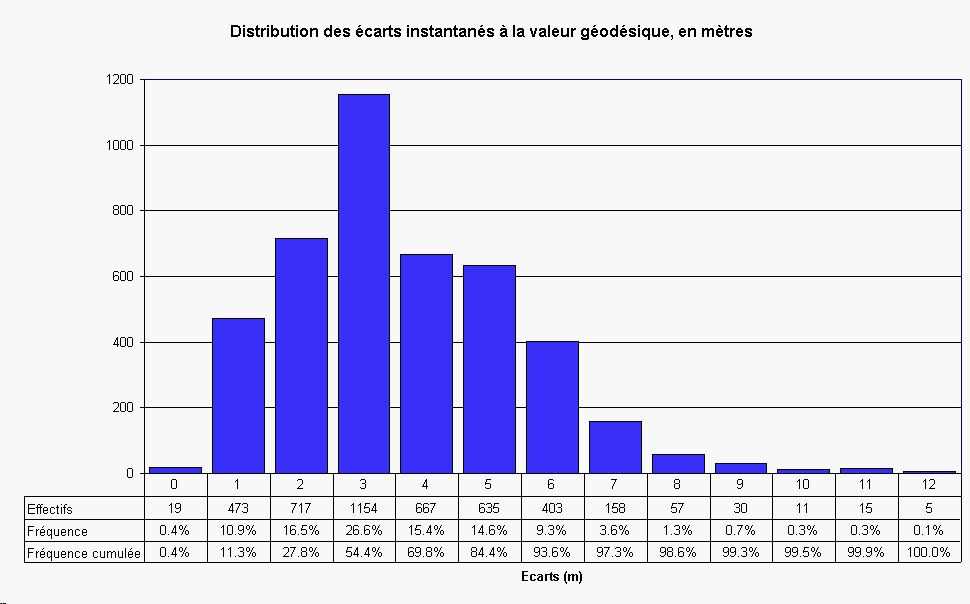 Distribution des écarts instantanés à la valeur géodésique, en mètres
1200
1000
800
600
400
200
0
0 1 2 3 4 5 6 7 8 9 10 11 12
Effectifs 19 473 717 1154 667 635 403 158 57 30 11 15 5
Fréquence 0.4% 10.9% 16.5% 26.6% 15.4% 14.6% 9.3% 3.6% 1.3% 0.7% 0.3% 0.3% 0.1%
Fréquence cumulée 0.4% 11.3% 27.8% 54.4% 69.8% 84.4% 93.6% 97.3% 98.6% 99.3% 99.5% 99.9% 100.0%
Ecarts (m)